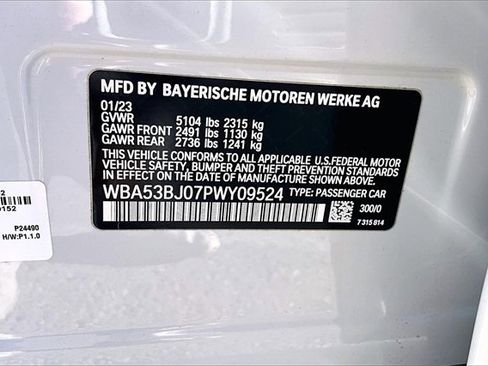 MFD BY BAYERISCHE MOTOREN WERKE AG
01/23
GVWR 5104 lbs 2315 kg
GAWR FRONT 2491 lbs 1130 kg
GAWR REAR 2736 lbs 1241 kg
THIS VEHICLE CONFORMS TO ALL APPLICABLE U.S.FEDERAL MOTOR
VEHICLE SAFETY, BUMPER, AND THEFT PREVENTION STANDARDS
IN EFFECT ON THE DATE OF MANUFACTURE SHOWN ABOVE.
WBA53BJ07PWY09524 TYPE: PASSENGER CAR
300/0
7315814
2
0152
P24490
H/W:P1.1.0